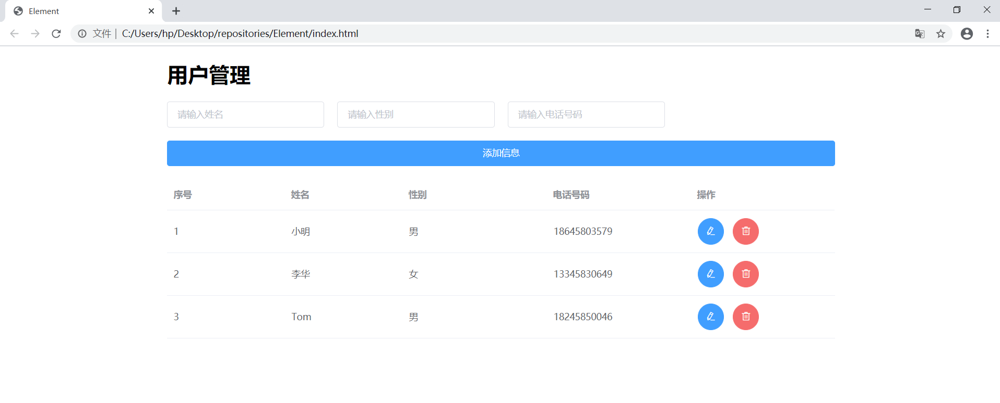 Element
文件 | C:/Users/hp/Desktop/repositories/Element/index.html
用户管理
请输入姓名 请输入性别 请输入电话号码
添加信息
序号 姓名 性别 电话号码 操作
1 小明 男 18645803579
2 李华 女 13345830649
3 Tom 男 18245850046